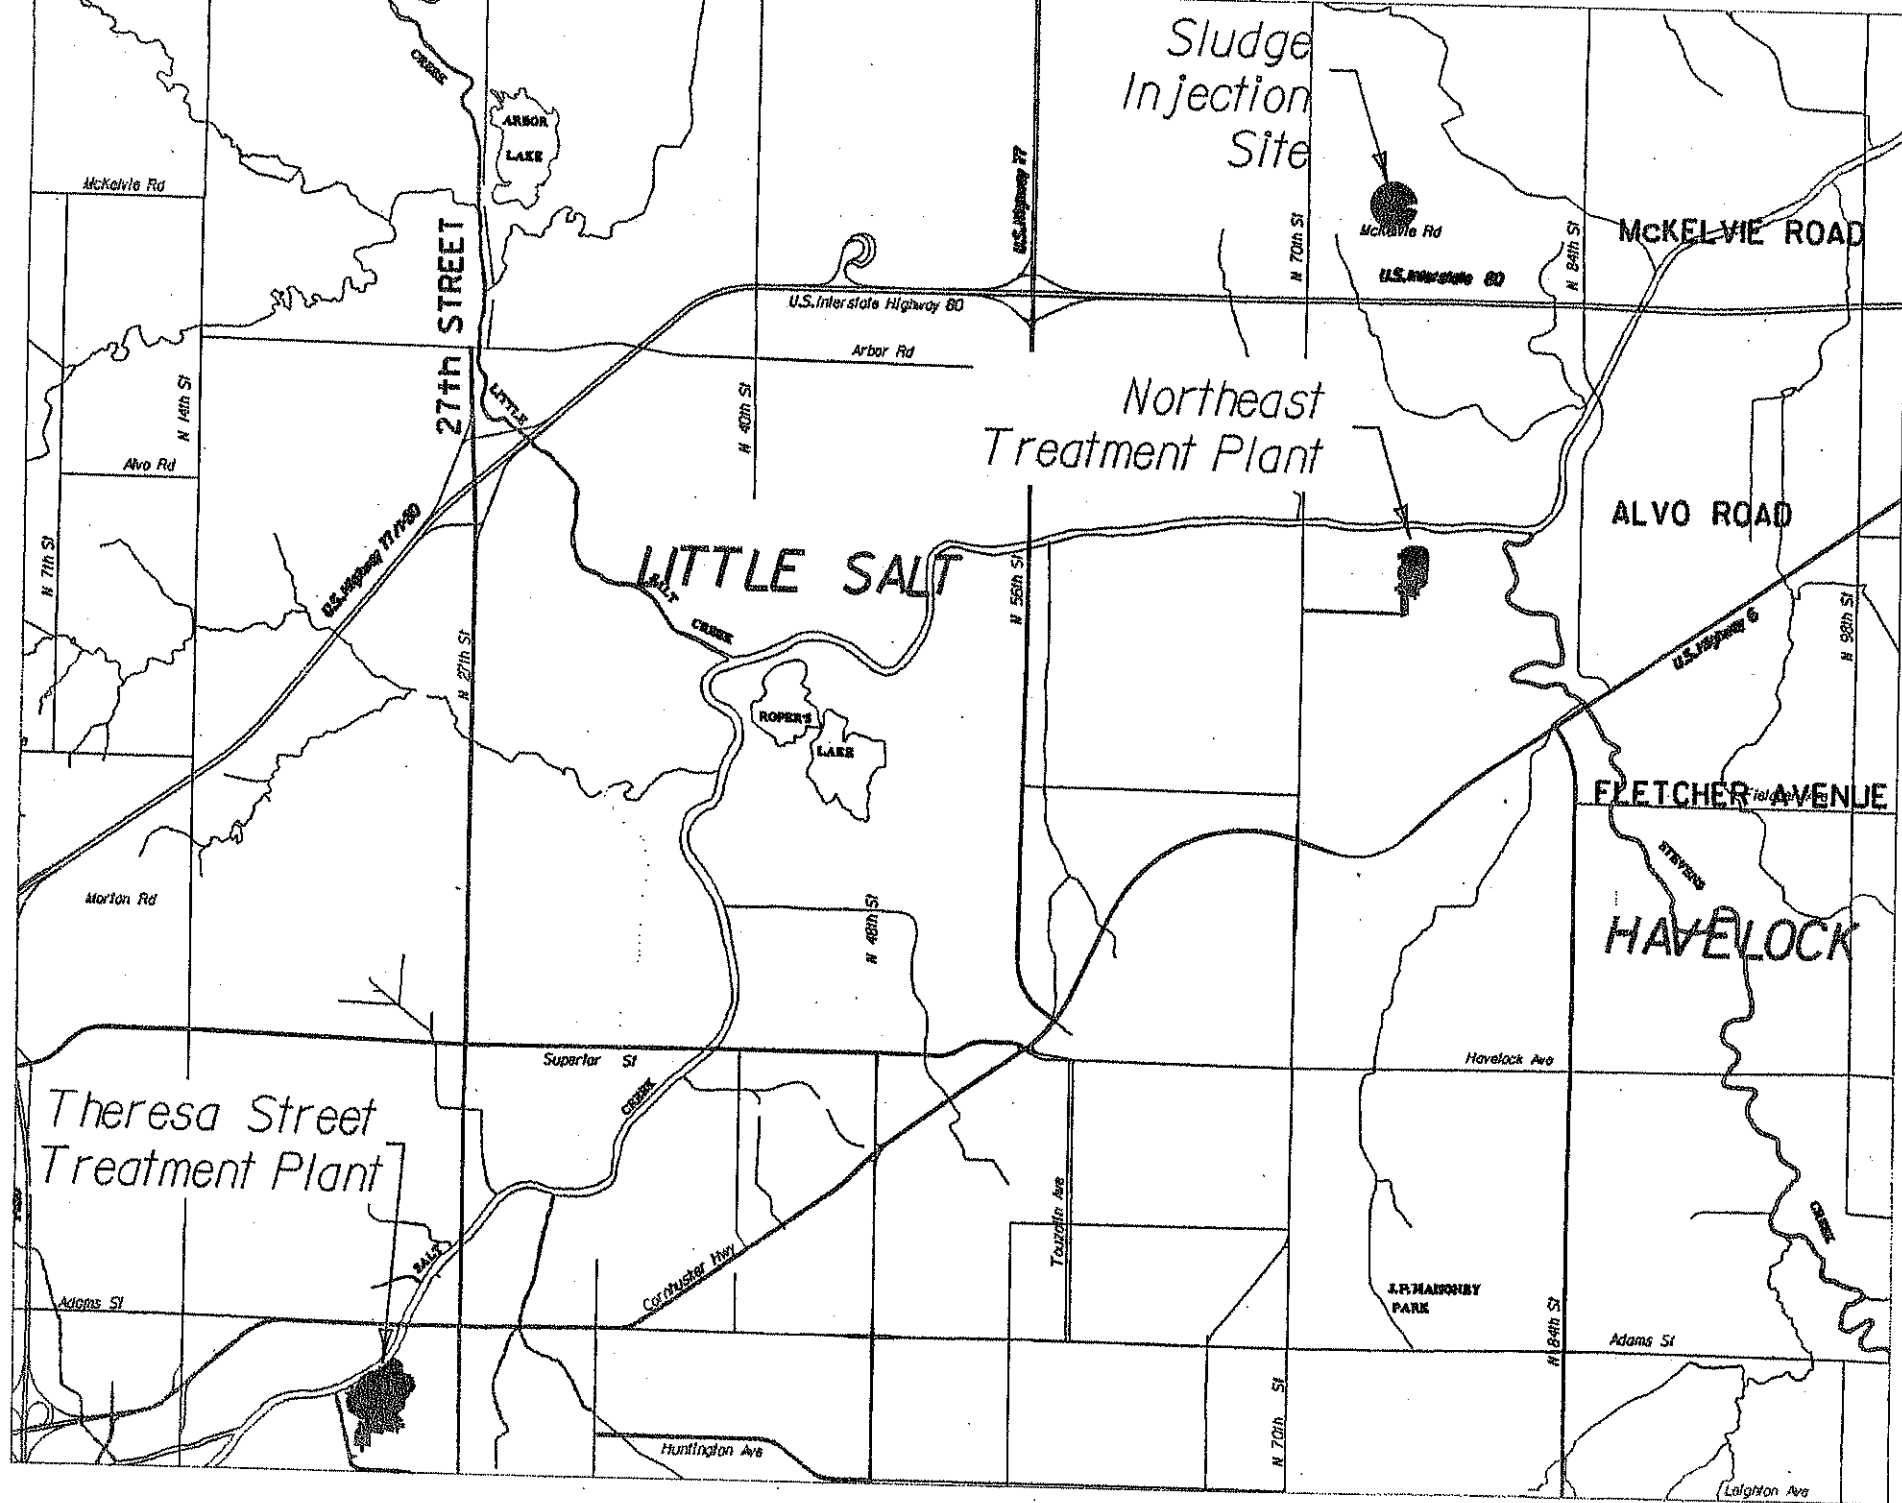 Sludge
Injection
Site
CREEK
ARBOR
LAKE
McKelvie Rd
27th STREET
U.S. Highway 77
N 70th St
McKelvie Rd
N 84th St
McKELVIE ROAD
U.S. Interstate 80
U.S. Interstate Highway 80
Arbor Rd
N 14th St
LITTLE
N 40th St
Northeast
Treatment Plant
Alvo Rd
U.S. Highway 77/I-80
N 7th St
LITTLE SALT
SALT
CREEK
N 56th St
ALVO ROAD
N 98th St
U.S. Highway 6
N 27th St
ROPER'S
LAKE
FLETCHER AVENUE
STEVENS
Morton Rd
N 48th St
HAVELOCK
Superior St
Havelock Ave
CREEK
Theresa Street
Treatment Plant
SALT
Touzalin Ave
CREEK
Cornhusker Hwy
J.P. MAHONEY
PARK
Adams St
N 84th St
Adams St
N 70th St
Huntington Ave
Leighton Ave